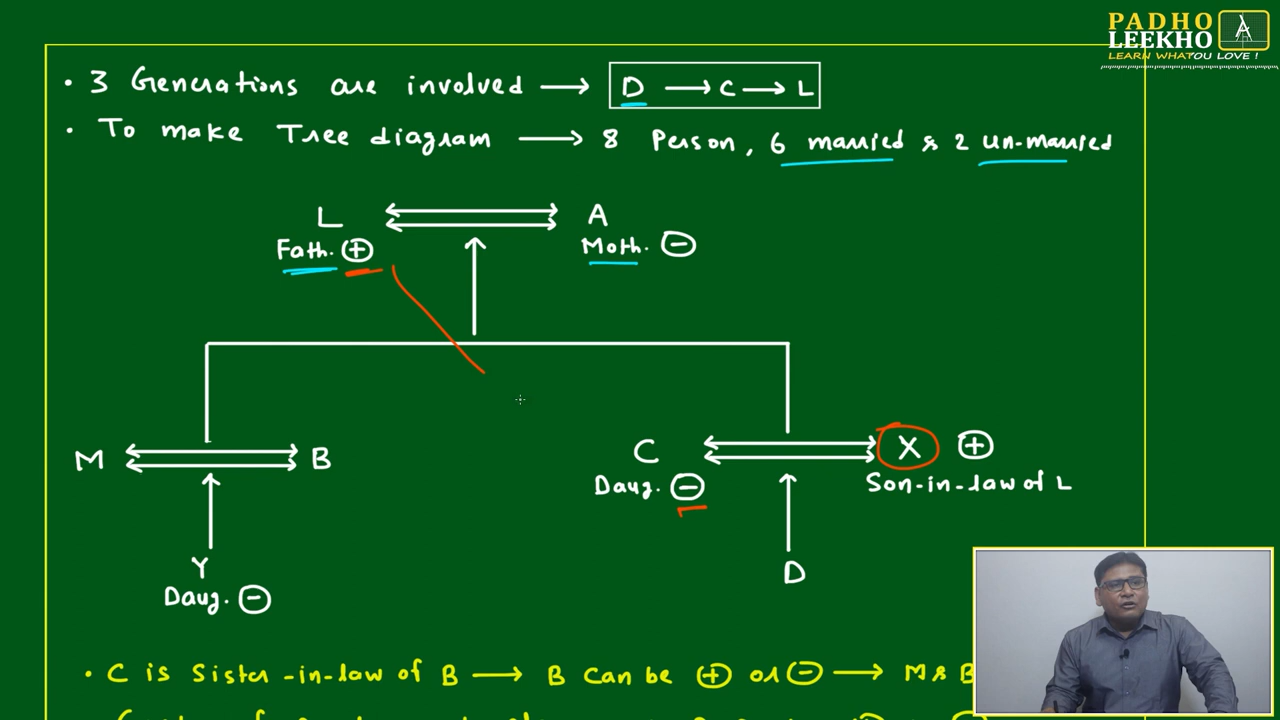 PADHO
LEEKHO
LEARN WHAT YOU LOVE !
• 3 Generations are involved → D → C → L
• To make Tree diagram → 8 Person, 6 married & 2 un-married
L A
Fath. + Moth. -
M B C X +
Daug. - Son-in-law of L
Y D
Daug. -
• C is Sister-in-law of B → B Can be + or - → M & B